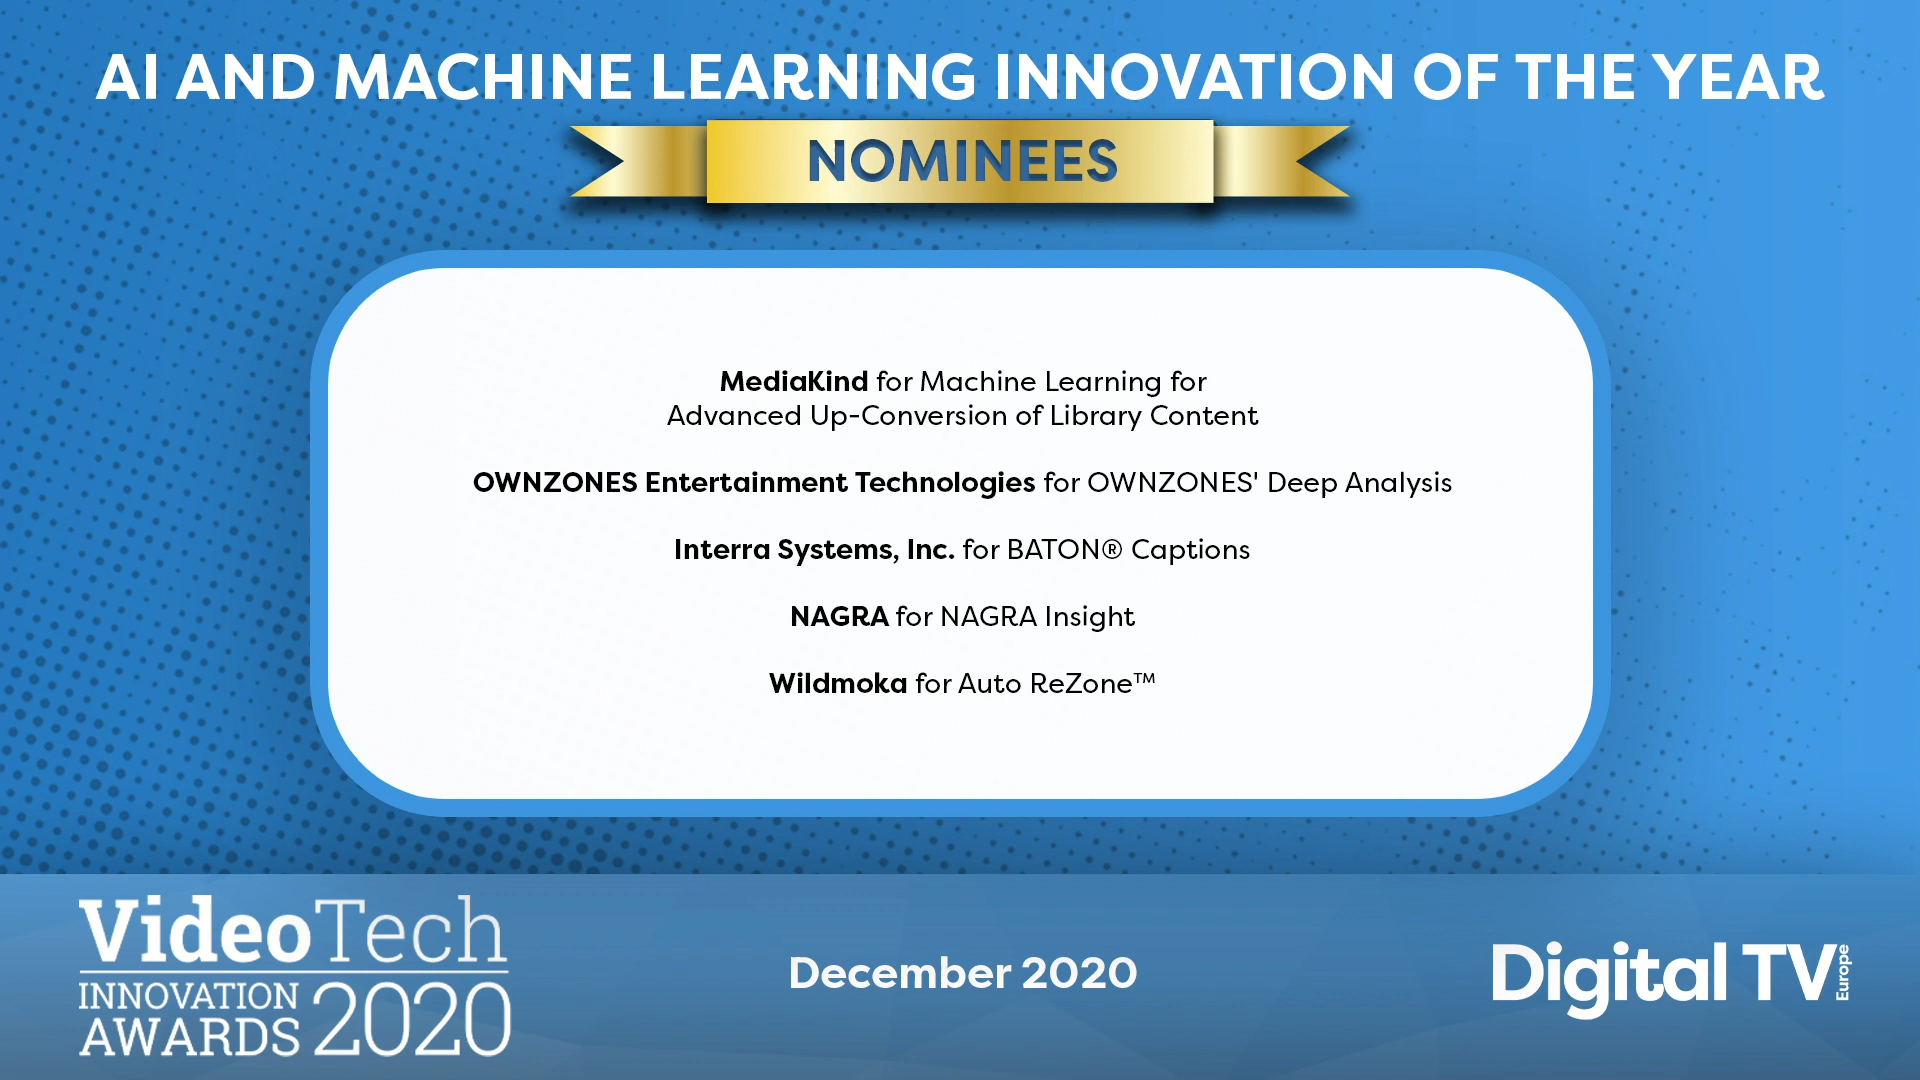 AI AND MACHINE LEARNING INNOVATION OF THE YEAR
NOMINEES
MediaKind for Machine Learning for
Advanced Up-Conversion of Library Content
OWNZONES Entertainment Technologies for OWNZONES' Deep Analysis
Interra Systems, Inc. for BATON® Captions
NAGRA for NAGRA Insight
Wildmoka for Auto ReZone™
VideoTech
INNOVATION
AWARDS 2020
December 2020
Digital TV Europe